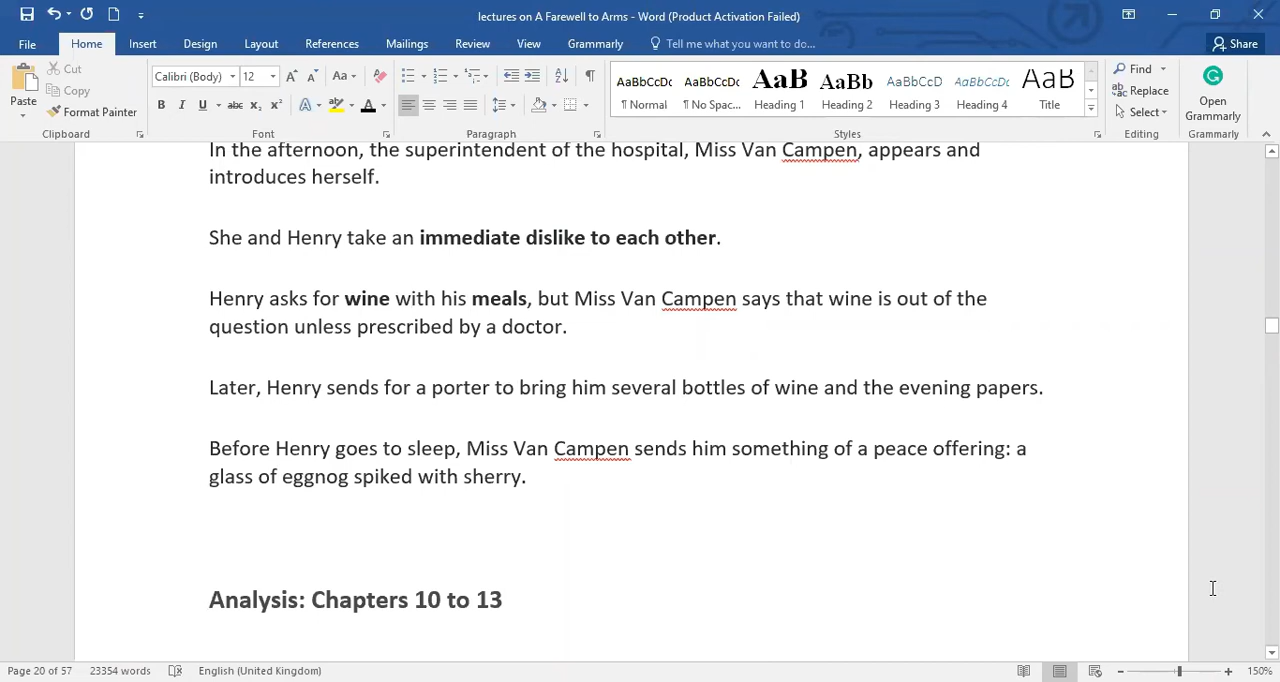 lectures on A Farewell to Arms - Word (Product Activation Failed)
File Home Insert Design Layout References Mailings Review View Grammarly Tell me what you want to do... Share
Paste Cut Copy Format Painter
Clipboard
Calibri (Body) 12 A A Aa
B I U abc x₂ x² A A
Font
Paragraph
AaBbCcDc AaBbCcDc AaB AaBb AaBbCcD AaBbCcDc AaB
¶ Normal ¶ No Spac... Heading 1 Heading 2 Heading 3 Heading 4 Title
Styles
Find
Replace
Select
Editing
Open Grammarly
Grammarly
In the afternoon, the superintendent of the hospital, Miss Van Campen, appears and
introduces herself.
She and Henry take an immediate dislike to each other.
Henry asks for wine with his meals, but Miss Van Campen says that wine is out of the
question unless prescribed by a doctor.
Later, Henry sends for a porter to bring him several bottles of wine and the evening papers.
Before Henry goes to sleep, Miss Van Campen sends him something of a peace offering: a
glass of eggnog spiked with sherry.
Analysis: Chapters 10 to 13
Page 20 of 57 23354 words English (United Kingdom) 150%